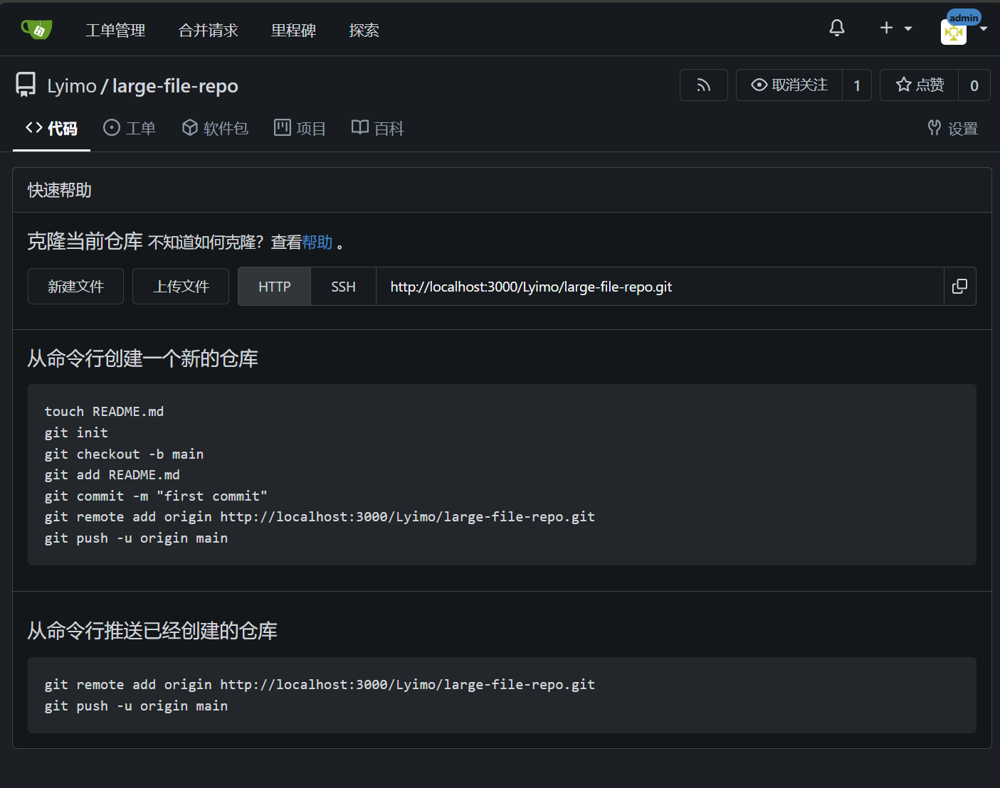 工单管理 合并请求 里程碑 探索 admin
Lyimo / large-file-repo 取消关注 1 点赞 0
代码 工单 软件包 项目 百科 设置
快速帮助
克隆当前仓库 不知道如何克隆？查看帮助 。
新建文件 上传文件 HTTP SSH http://localhost:3000/Lyimo/large-file-repo.git
从命令行创建一个新的仓库
touch README.md
git init
git checkout -b main
git add README.md
git commit -m "first commit"
git remote add origin http://localhost:3000/Lyimo/large-file-repo.git
git push -u origin main
从命令行推送已经创建的仓库
git remote add origin http://localhost:3000/Lyimo/large-file-repo.git
git push -u origin main